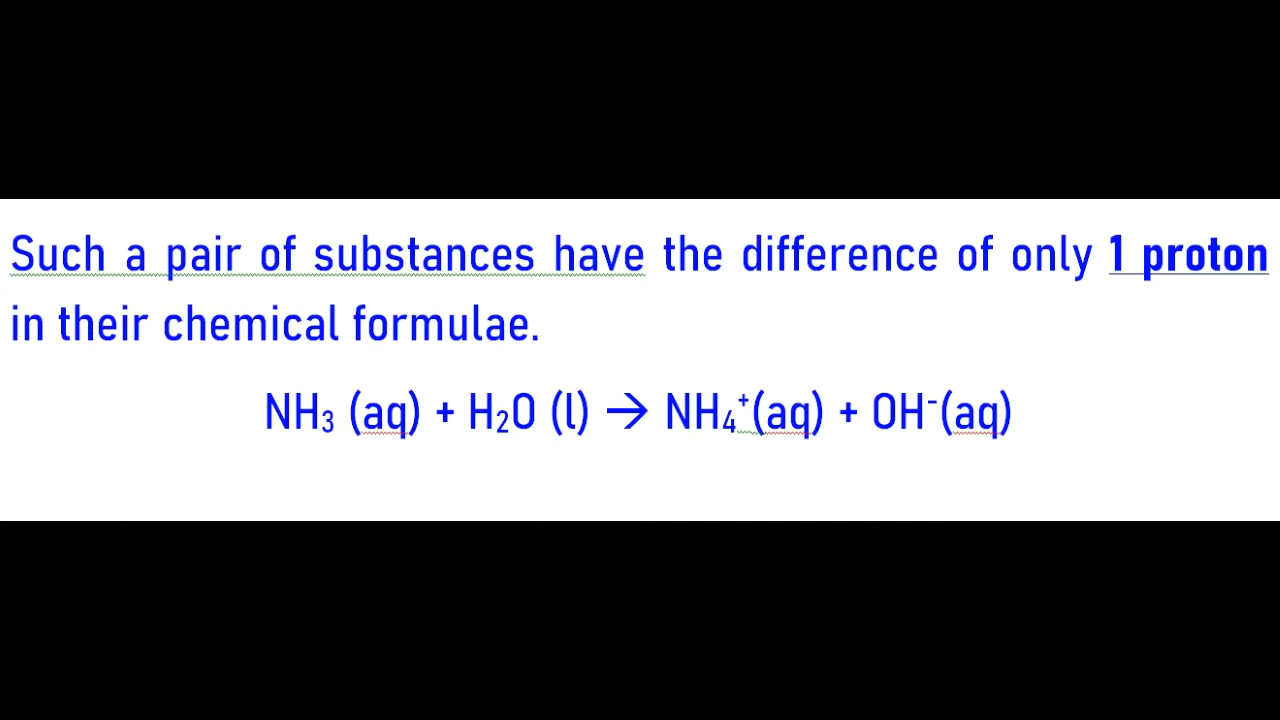 Such a pair of substances have the difference of only 1 proton
in their chemical formulae.
NH₃ (aq) + H₂O (l) → NH₄⁺(aq) + OH⁻(aq)